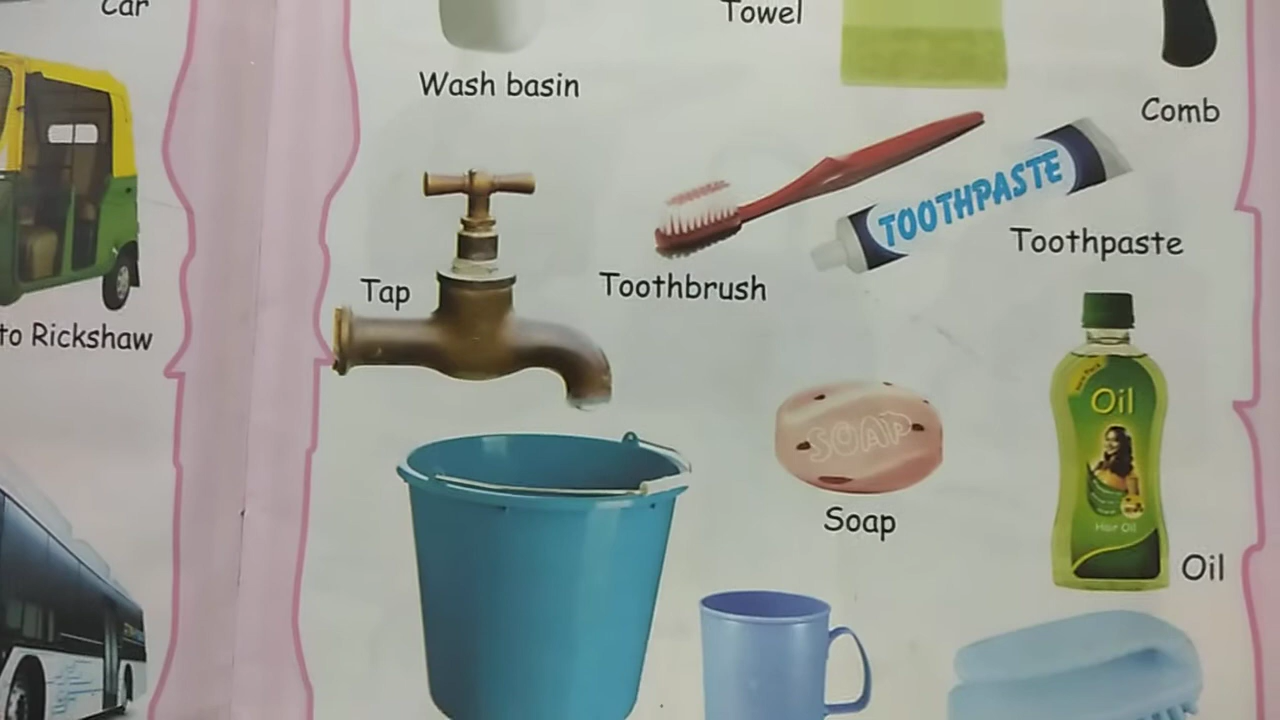 Car
Towel
Wash basin
Comb
TOOTHPASTE
Toothpaste
Toothbrush
Tap
to Rickshaw
Oil
SOAP
Hair Oil
Soap
Oil